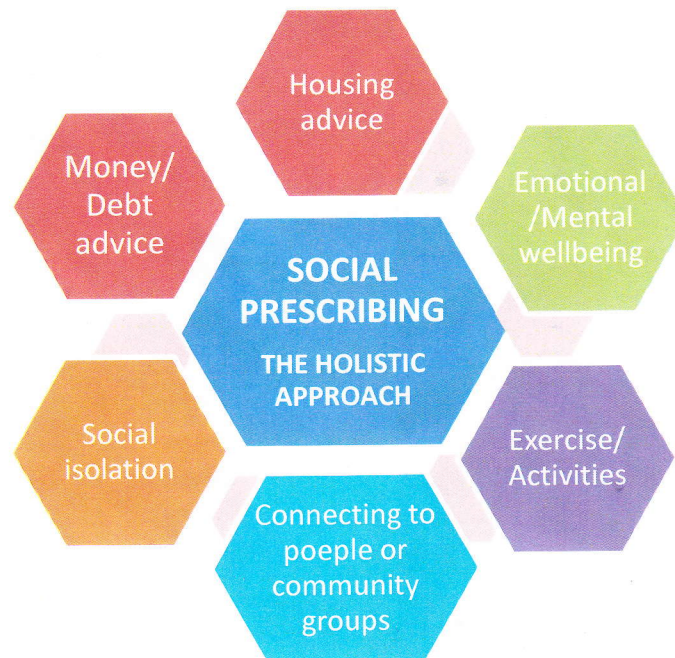 Housing
advice
Money/
Debt
advice
Emotional
/Mental
wellbeing
SOCIAL
PRESCRIBING
THE HOLISTIC
APPROACH
Social
isolation
Exercise/
Activities
Connecting to
poeple or
community
groups